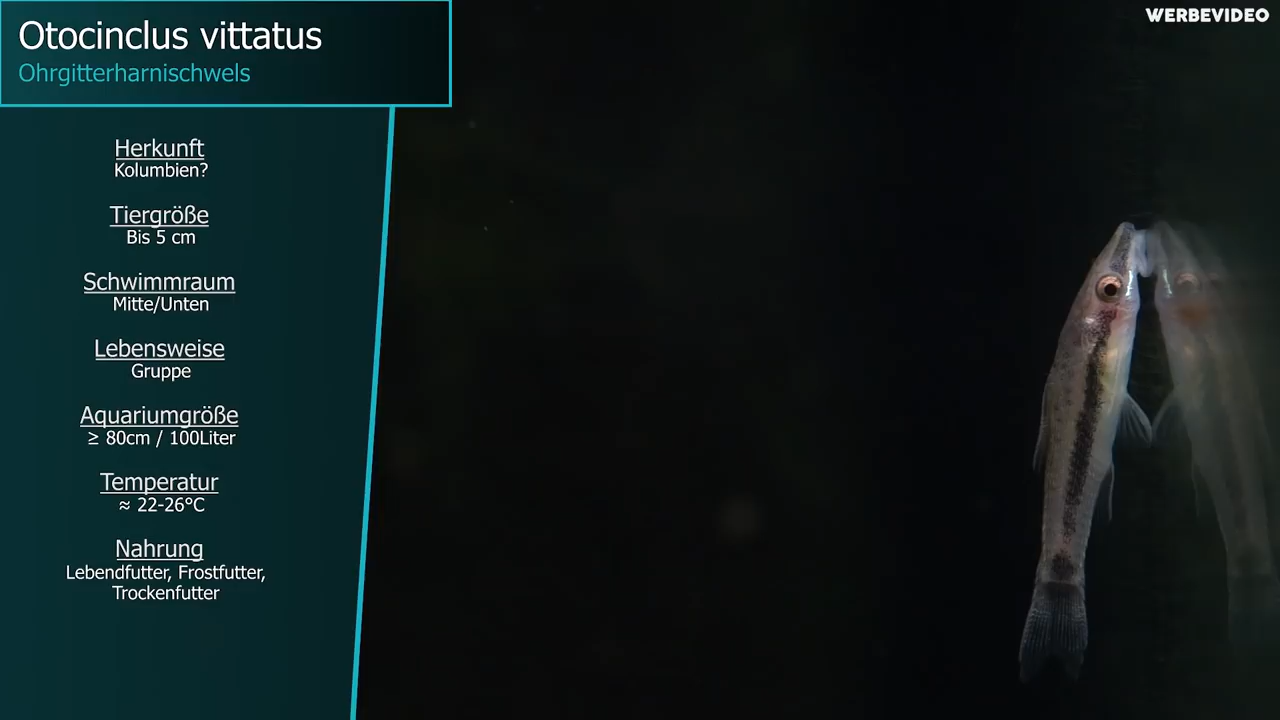 Otocinclus vittatus
Ohrgitterharnischwels
WERBEVIDEO
Herkunft
Kolumbien?
Tiergröße
Bis 5 cm
Schwimmraum
Mitte/Unten
Lebensweise
Gruppe
Aquariumgröße
≥ 80cm / 100Liter
Temperatur
≈ 22-26°C
Nahrung
Lebendfutter, Frostfutter,
Trockenfutter